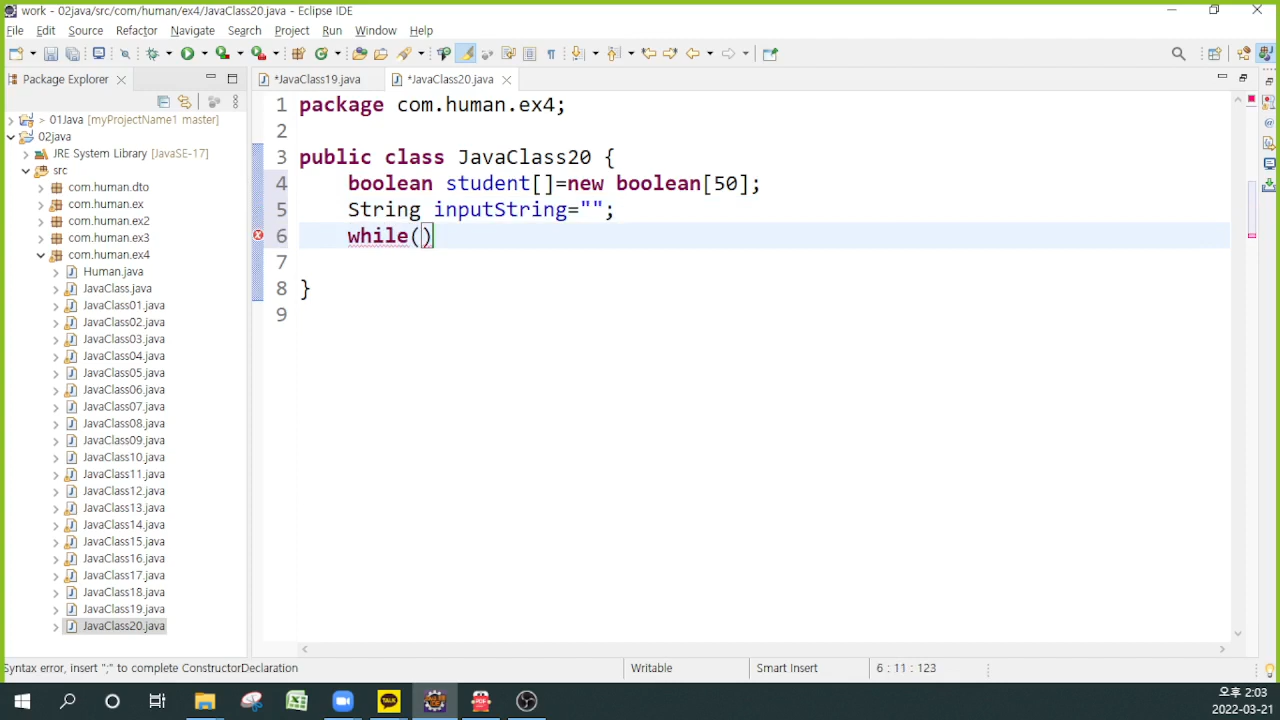 work - 02java/src/com/human/ex4/JavaClass20.java - Eclipse IDE
File Edit Source Refactor Navigate Search Project Run Window Help
Package Explorer
*JavaClass19.java
*JavaClass20.java
> 01Java [myProjectName1 master]
02java
JRE System Library [JavaSE-17]
src
com.human.dto
com.human.ex
com.human.ex2
com.human.ex3
com.human.ex4
Human.java
JavaClass.java
JavaClass01.java
JavaClass02.java
JavaClass03.java
JavaClass04.java
JavaClass05.java
JavaClass06.java
JavaClass07.java
JavaClass08.java
JavaClass09.java
JavaClass10.java
JavaClass11.java
JavaClass12.java
JavaClass13.java
JavaClass14.java
JavaClass15.java
JavaClass16.java
JavaClass17.java
JavaClass18.java
JavaClass19.java
JavaClass20.java
1 package com.human.ex4;
2
3 public class JavaClass20 {
4 boolean student[]=new boolean[50];
5 String inputString="";
6 while()
7
8 }
9
Syntax error, insert ";" to complete ConstructorDeclaration
Writable
Smart Insert
6 : 11 : 123
TALK
PDF
오후 2:03
2022-03-21